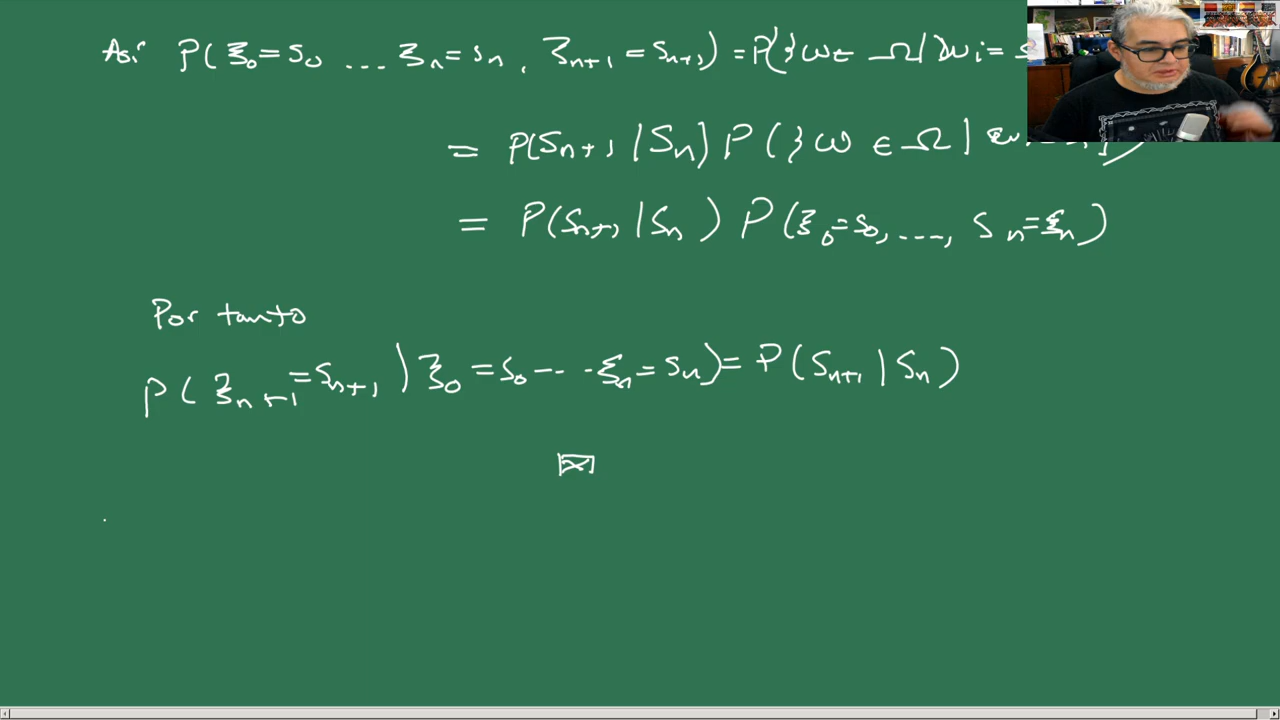 Así P(ξ₀=s₀ ... ξₙ=sₙ, ξₙ₊₁=sₙ₊₁) = P({ω∈Ω|ωᵢ=s
= P(sₙ₊₁|sₙ) P({ω∈Ω|
= P(sₙ₊₁|sₙ) P(ξ₀=s₀,..., sₙ=ξₙ)
Por tanto
P(ξₙ₊₁=sₙ₊₁)ξ₀=s₀--..ξₙ=sₙ) = P(sₙ₊₁|sₙ)